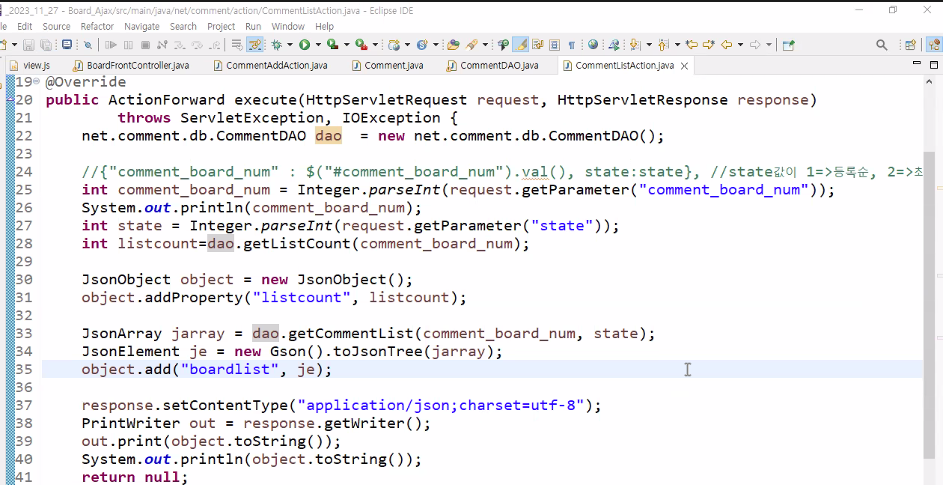 _2023_11_27 - Board_Ajax/src/main/java/net/comment/action/CommentListAction.java - Eclipse IDE
Edit Source Refactor Navigate Search Project Run Window Help
view.js BoardFrontController.java CommentAddAction.java Comment.java CommentDAO.java CommentListAction.java
19 @Override
20 public ActionForward execute(HttpServletRequest request, HttpServletResponse response)
21 throws ServletException, IOException {
22 net.comment.db.CommentDAO dao = new net.comment.db.CommentDAO();
23
24 //{"comment_board_num" : $("#comment_board_num").val(), state:state}, //state값이 1=>등록순, 2=>최
25 int comment_board_num = Integer.parseInt(request.getParameter("comment_board_num"));
26 System.out.println(comment_board_num);
27 int state = Integer.parseInt(request.getParameter("state"));
28 int listcount=dao.getListCount(comment_board_num);
29
30 JsonObject object = new JsonObject();
31 object.addProperty("listcount", listcount);
32
33 JsonArray jarray = dao.getCommentList(comment_board_num, state);
34 JsonElement je = new Gson().toJsonTree(jarray);
35 object.add("boardlist", je);
36
37 response.setContentType("application/json;charset=utf-8");
38 PrintWriter out = response.getWriter();
39 out.print(object.toString());
40 System.out.println(object.toString());
41 return null;